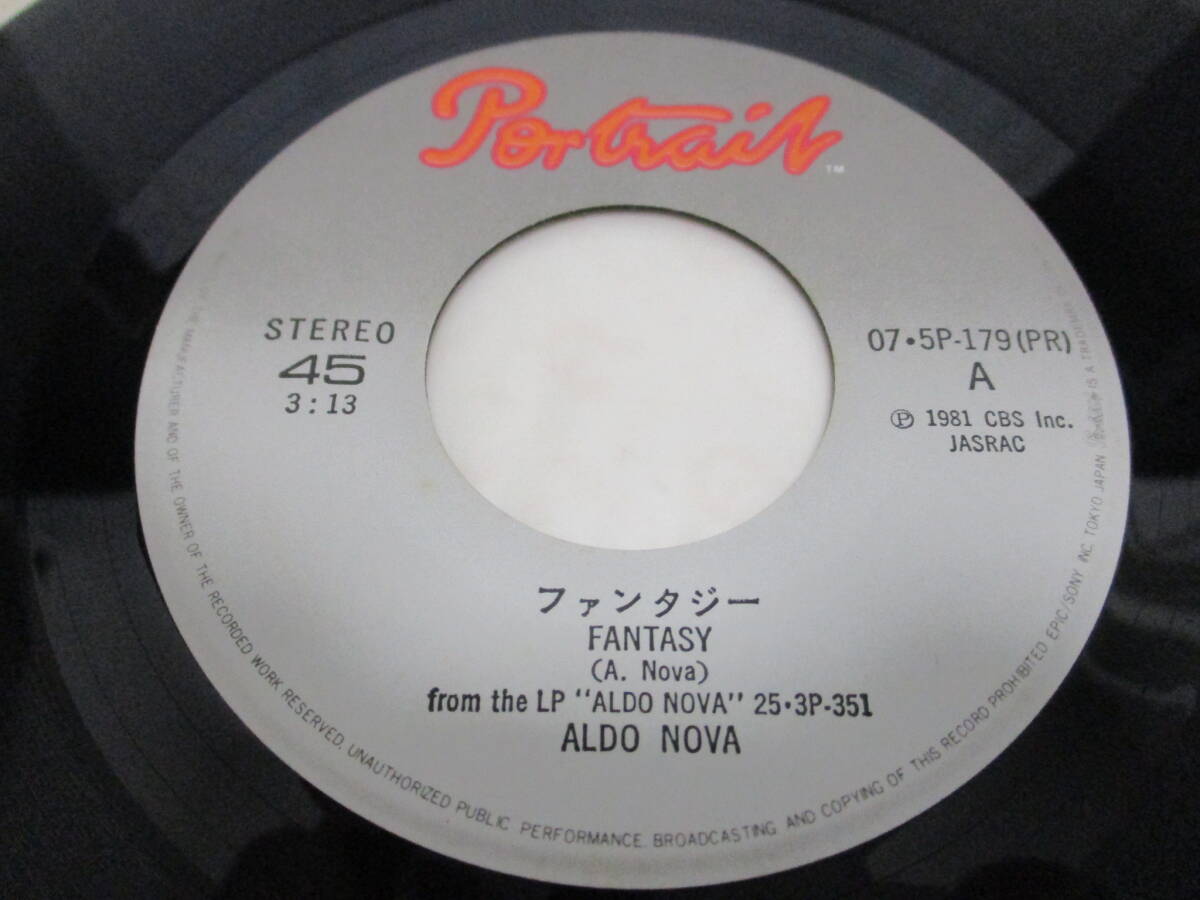 Portrait
TM
STEREO
45
3:13
07・5P-179(PR)
A
Ⓟ 1981 CBS Inc.
JASRAC
ファンタジー
FANTASY
(A. Nova)
from the LP "ALDO NOVA" 25・3P-351
ALDO NOVA
THE MANUFACTURER AND OF THE OWNER OF THE RECORDED WORK RESERVED. UNAUTHORIZED PUBLIC PERFORMANCE. BROADCASTING AND COPYING OF THIS RECORD PROHIBITED EPIC/SONY INC. TOKYO JAPAN IS A TRADEMARK